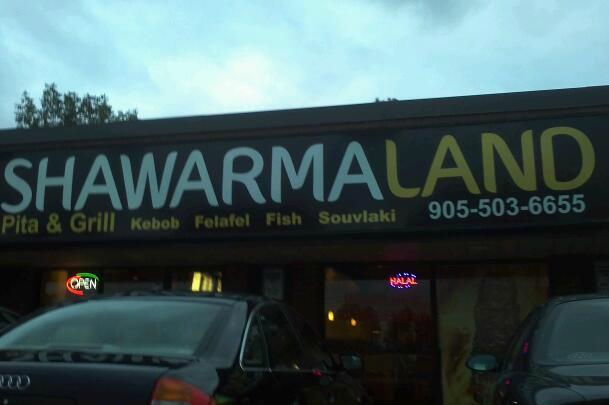 SHAWARMALAND
Pita & Grill Kebob Felafel Fish Souvlaki 905-503-6655
OPEN
HALAL